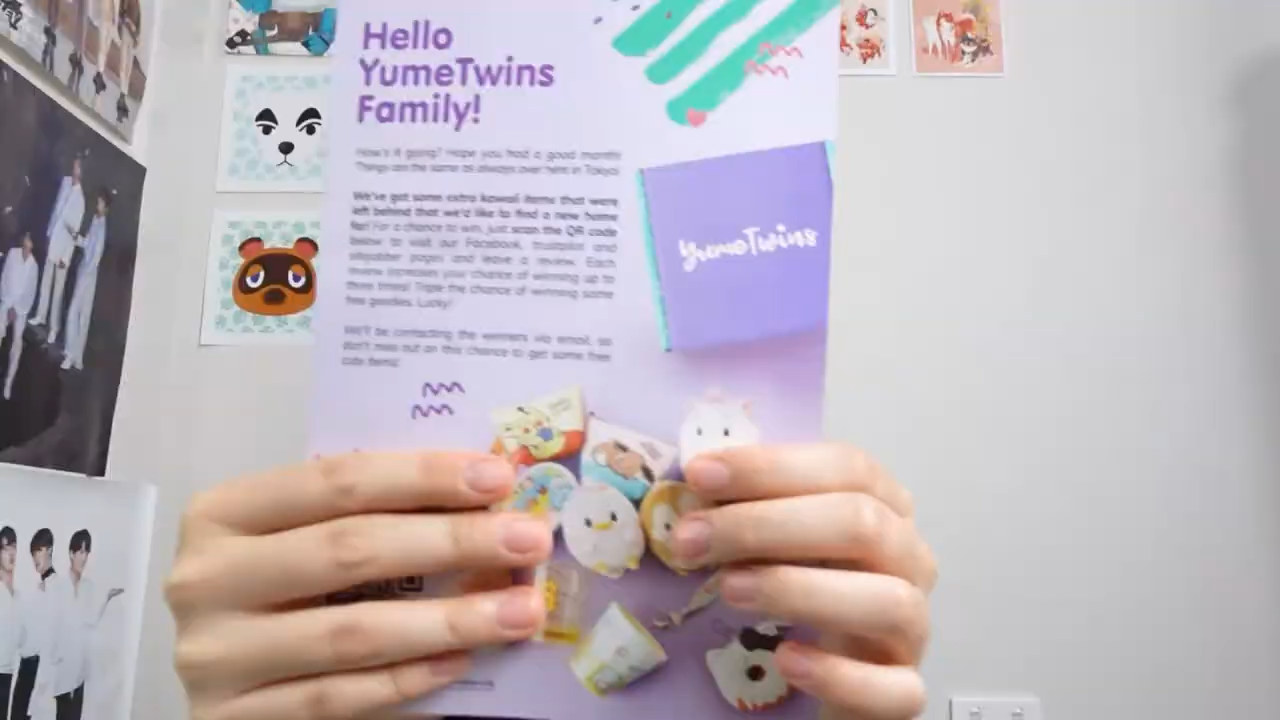 Hello
YumeTwins
Family!
How's it going? Hope you had a good month!
Things are the same as always over here in Tokyo!
We've got some extra kawaii items that were
left behind that we'd like to find a new home
for! For a chance to win, just scan the QR code
below to visit our Facebook, trustpilot and
sitejabber pages and leave a review. Each
review increases your chance of winning up to
three times! Triple the chance of winning some
free goodies. Lucky!
We'll be contacting the winners via email, so
don't miss out on this chance to get some free
cute items!
YumeTwins